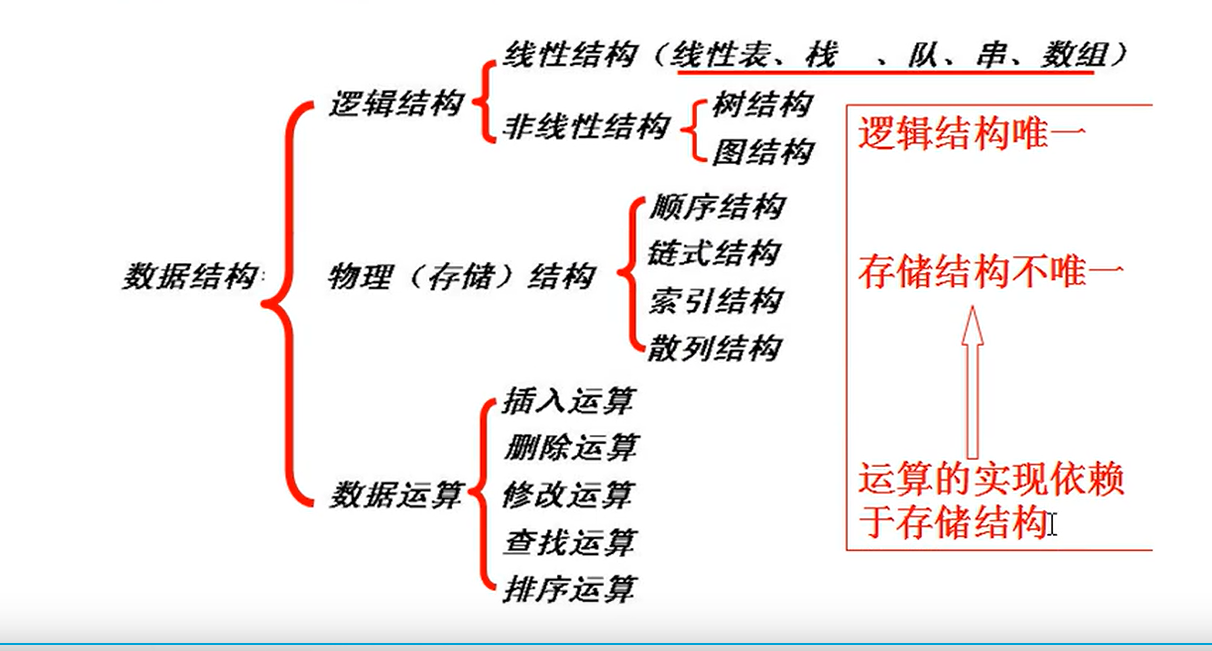 线性结构（线性表、栈 、队、串、数组）
逻辑结构
非线性结构
树结构
图结构
逻辑结构唯一
顺序结构
链式结构
数据结构:
物理（存储）结构
索引结构
散列结构
存储结构不唯一
插入运算
删除运算
数据运算
修改运算
查找运算
排序运算
运算的实现依赖
于存储结构